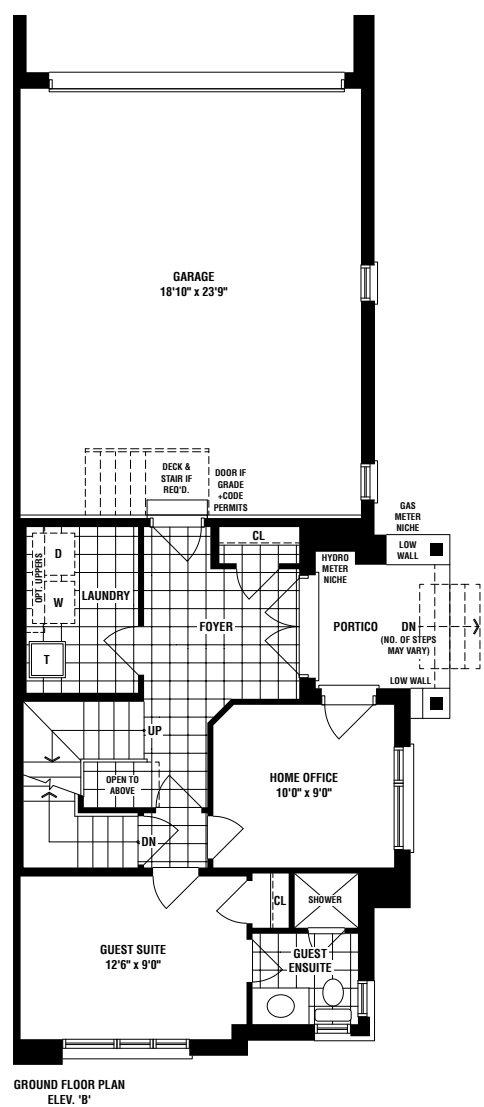 GARAGE
18'10" x 23'9"
DECK &
STAIR IF
REQ'D.
DOOR IF
GRADE
+CODE
PERMITS
GAS
METER
NICHE
LOW
WALL
CL
HYDRO
METER
NICHE
D
OPT. UPPERS
W
LAUNDRY
T
FOYER
PORTICO
DN
(NO. OF STEPS
MAY VARY)
LOW WALL
UP
OPEN TO
ABOVE
HOME OFFICE
10'0" x 9'0"
DN
CL
SHOWER
GUEST SUITE
12'6" x 9'0"
GUEST
ENSUITE
GROUND FLOOR PLAN
ELEV. 'B'